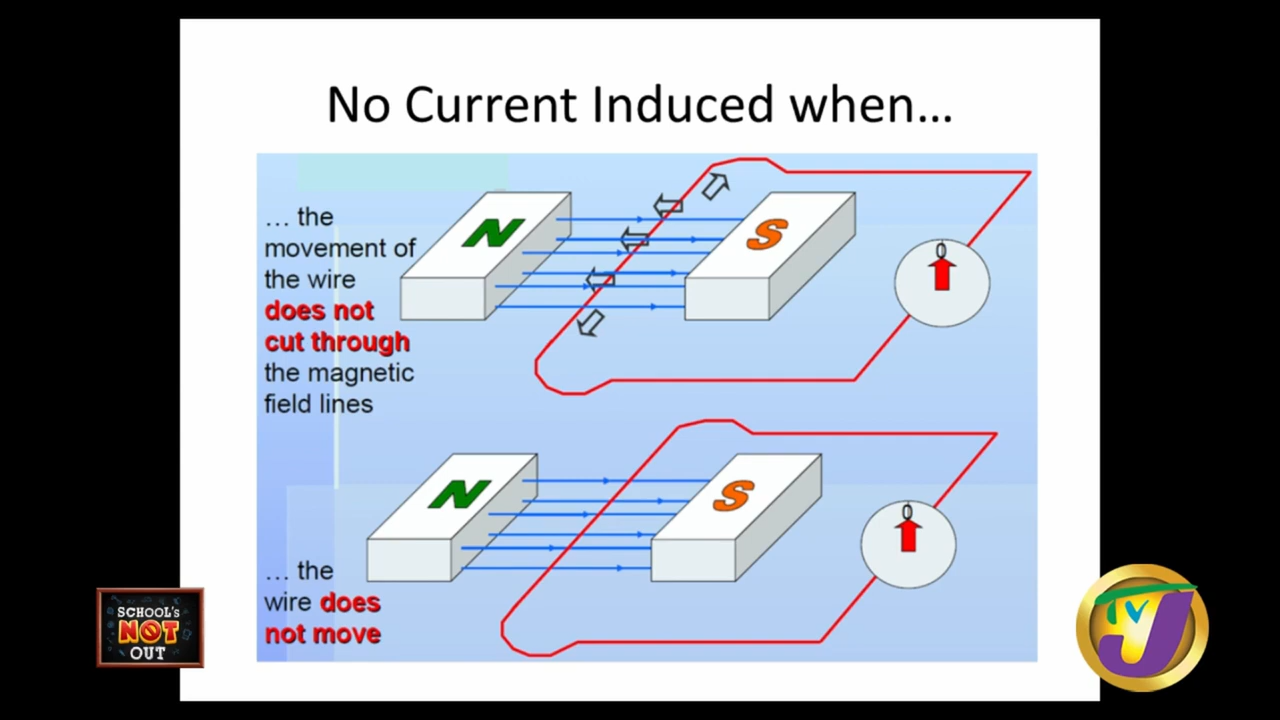 No Current Induced when...
… the
movement of
the wire
does not
cut through
the magnetic
field lines
N
S
0
N
S
0
… the
wire does
not move
SCHOOL's
NOT
OUT
TVJ